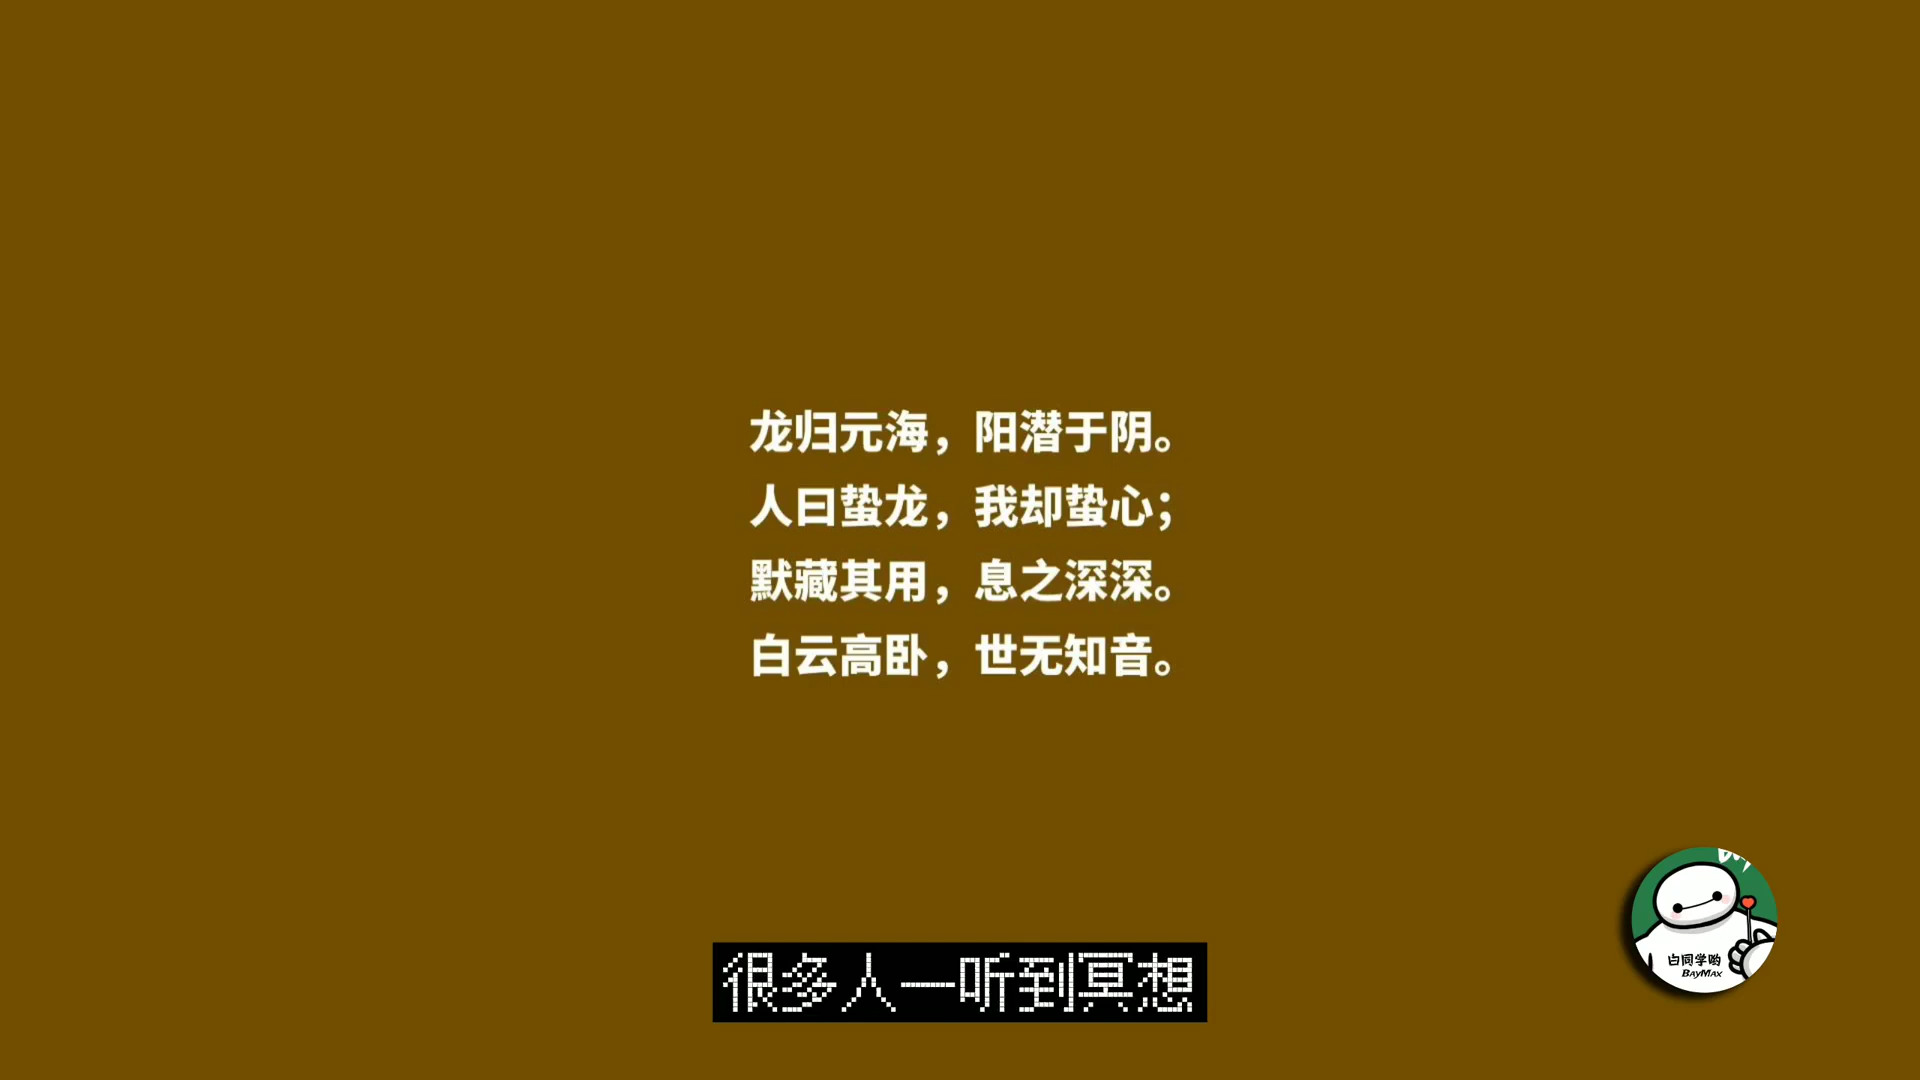 龙归元海，阳潜于阴。
人曰蛰龙，我却蛰心；
默藏其用，息之深深。
白云高卧，世无知音。
白同学哟
BAYMAX
很多人一听到冥想